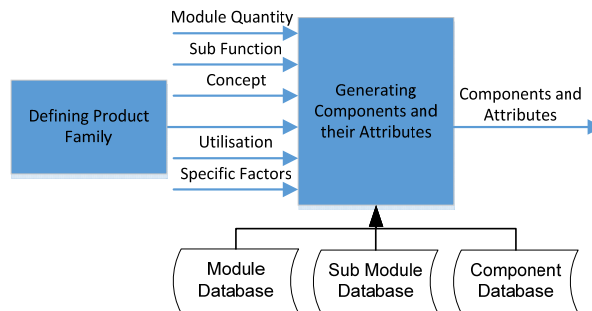 Module Quantity
Sub Function
Concept
Utilisation
Specific Factors
Defining Product
Family
Generating
Components and
their Attributes
Components and
Attributes
Module
Database
Sub Module
Database
Component
Database